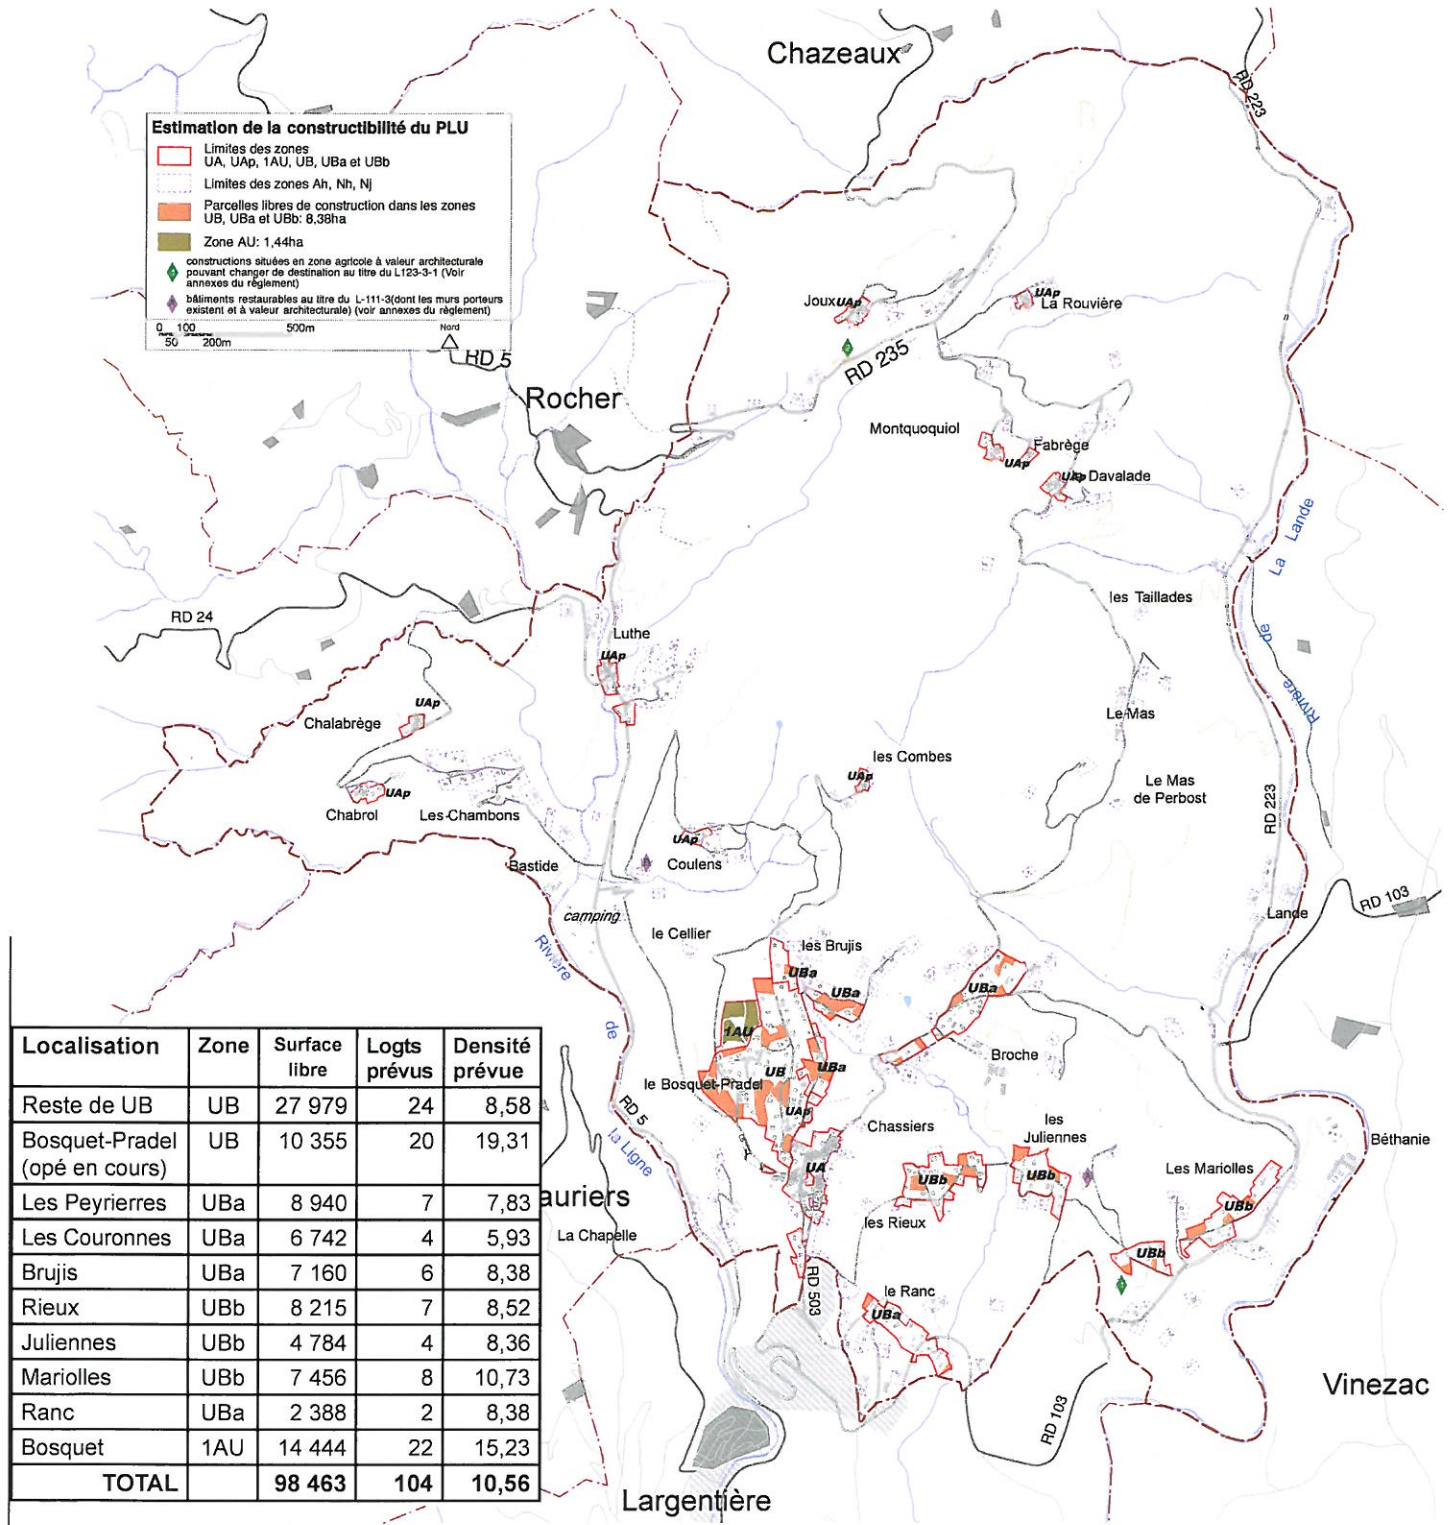 Chazeaux
RD 223
Estimation de la constructibilité du PLU
Limites des zones
UA, UAp, 1AU, UB, UBa et UBb
Limites des zones Ah, Nh, Nj
Parcelles libres de construction dans les zones
UB, UBa et UBb: 8,38ha
Zone AU: 1,44ha
constructions situées en zone agricole à valeur architecturale
pouvant changer de destination au titre du L123-3-1 (Voir
annexes du règlement)
bâtiments restaurables au titre du L-111-3(dont les murs porteurs
existent et à valeur architecturale) (voir annexes du règlement)
0 100 500m
50 200m
Nord
RD 5
Joux UAp
UAp
La Rouvière
RD 235
Rocher
Montquoquiol
Fabrège
UAp
UAp
Davalade
Rivière de La Lande
RD 24
les Taillades
Luthe
UAp
UAp
Chalabrège
Le Mas
les Combes
UAp
Le Mas
de Perbost
RD 223
UAp
Chabrol
Les Chambons
UAp
Coulens
Bastide
camping
RD 103
Lande
le Cellier
les Brujis
Rivière de la Ligne
UBa
UBa
UBa
1AU
Broche
UB
UBa
le Bosquet-Pradel
UAp
RD 5
Chassiers
les
Juliennes
Béthanie
UA
UBb
UBb
Les Mariolles
UBb
auriers
les Rieux
La Chapelle
UBb
RD 503
le Ranc
UBa
Vinezac
RD 103
Largentière
Localisation Zone Surface libre Logts prévus Densité prévue
Reste de UB UB 27 979 24 8,58
Bosquet-Pradel (opé en cours) UB 10 355 20 19,31
Les Peyrierres UBa 8 940 7 7,83
Les Couronnes UBa 6 742 4 5,93
Brujis UBa 7 160 6 8,38
Rieux UBb 8 215 7 8,52
Juliennes UBb 4 784 4 8,36
Mariolles UBb 7 456 8 10,73
Ranc UBa 2 388 2 8,38
Bosquet 1AU 14 444 22 15,23
TOTAL 98 463 104 10,56